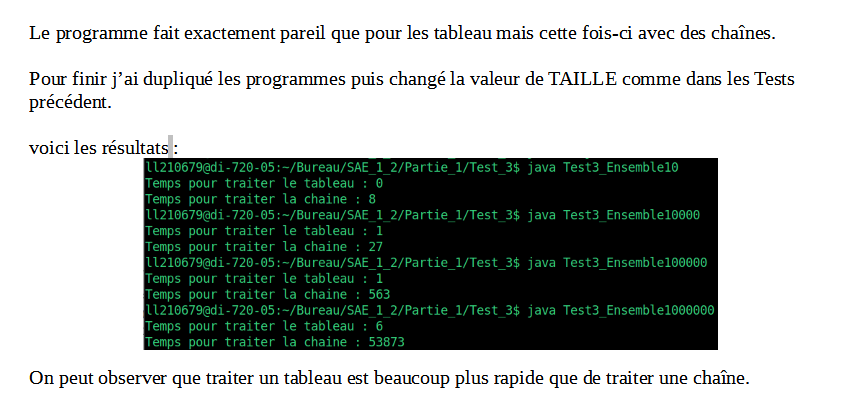 Le programme fait exactement pareil que pour les tableau mais cette fois-ci avec des chaînes.
Pour finir j’ai dupliqué les programmes puis changé la valeur de TAILLE comme dans les Tests
précédent.
voici les résultats :
ll210679@di-720-05:~/Bureau/SAE_1_2/Partie_1/Test_3$ java Test3_Ensemble10
Temps pour traiter le tableau : 0
Temps pour traiter la chaine : 8
ll210679@di-720-05:~/Bureau/SAE_1_2/Partie_1/Test_3$ java Test3_Ensemble10000
Temps pour traiter le tableau : 1
Temps pour traiter la chaine : 27
ll210679@di-720-05:~/Bureau/SAE_1_2/Partie_1/Test_3$ java Test3_Ensemble100000
Temps pour traiter le tableau : 1
Temps pour traiter la chaine : 563
ll210679@di-720-05:~/Bureau/SAE_1_2/Partie_1/Test_3$ java Test3_Ensemble1000000
Temps pour traiter le tableau : 6
Temps pour traiter la chaine : 53873
On peut observer que traiter un tableau est beaucoup plus rapide que de traiter une chaîne.